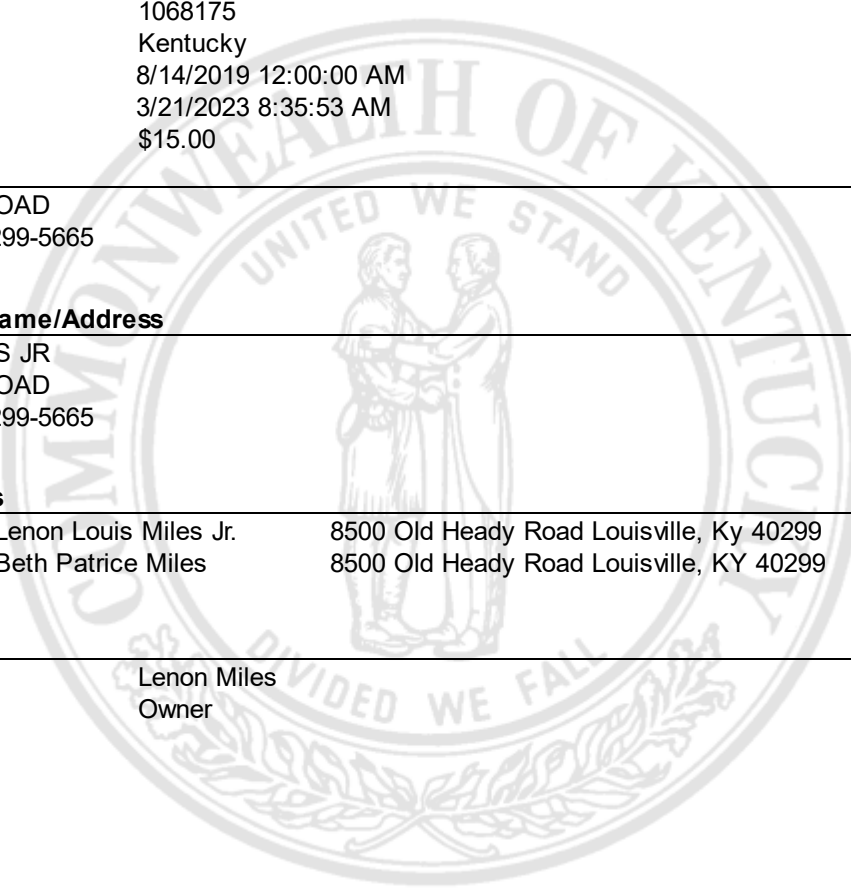 1068175
Kentucky
8/14/2019 12:00:00 AM
3/21/2023 8:35:53 AM
$15.00
OAD
299-5665
ame/Address
S JR
OAD
299-5665
s
Lenon Louis Miles Jr. 8500 Old Heady Road Louisville, Ky 40299
Beth Patrice Miles 8500 Old Heady Road Louisville, KY 40299
Lenon Miles
Owner
COMMONWEALTH OF KENTUCKY
UNITED WE STAND
DIVIDED WE FALL